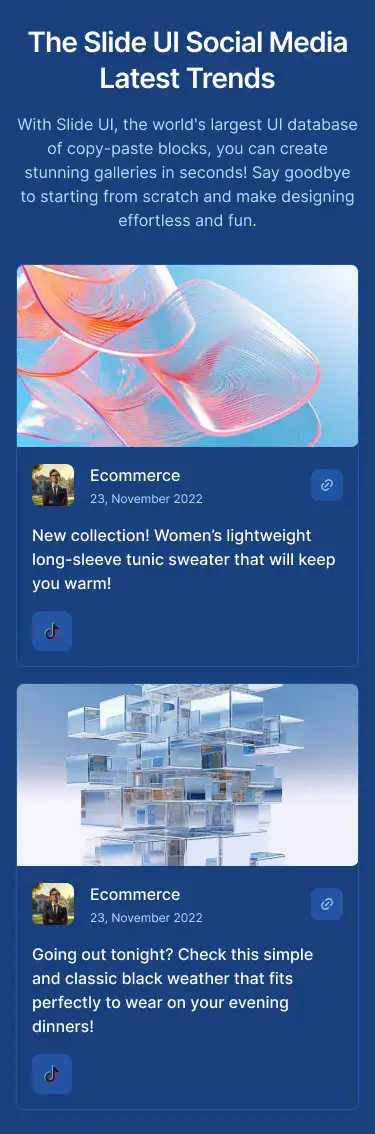 The Slide UI Social Media
Latest Trends
With Slide UI, the world's largest UI database
of copy-paste blocks, you can create
stunning galleries in seconds! Say goodbye
to starting from scratch and make designing
effortless and fun.
Ecommerce
23, November 2022
New collection! Women’s lightweight
long-sleeve tunic sweater that will keep
you warm!
Ecommerce
23, November 2022
Going out tonight? Check this simple
and classic black weather that fits
perfectly to wear on your evening
dinners!